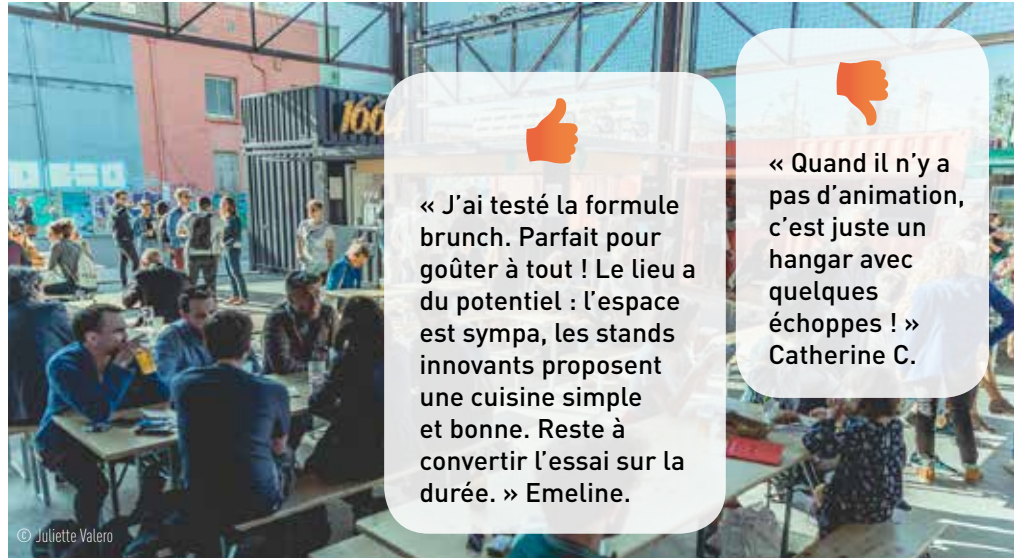 1664
« J’ai testé la formule
brunch. Parfait pour
goûter à tout ! Le lieu a
du potentiel : l’espace
est sympa, les stands
innovants proposent
une cuisine simple
et bonne. Reste à
convertir l’essai sur la
durée. » Emeline.
« Quand il n’y a
pas d’animation,
c’est juste un
hangar avec
quelques
échoppes ! »
Catherine C.
© Juliette Valero